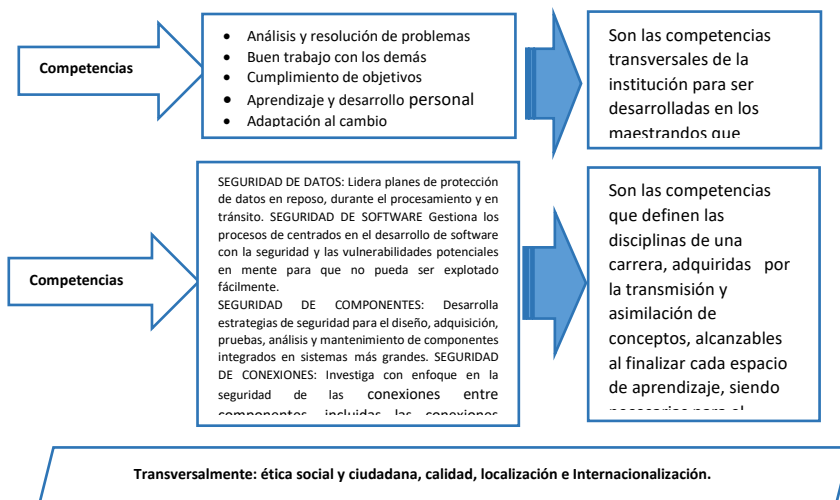 Competencias
• Análisis y resolución de problemas
• Buen trabajo con los demás
• Cumplimiento de objetivos
• Aprendizaje y desarrollo personal
• Adaptación al cambio
Son las competencias
transversales de la
institución para ser
desarrolladas en los
maestrandos que
Competencias
SEGURIDAD DE DATOS: Lidera planes de protección
de datos en reposo, durante el procesamiento y en
tránsito. SEGURIDAD DE SOFTWARE Gestiona los
procesos de centrados en el desarrollo de software
con la seguridad y las vulnerabilidades potenciales
en mente para que no pueda ser explotado
fácilmente.
SEGURIDAD DE COMPONENTES: Desarrolla
estrategias de seguridad para el diseño, adquisición,
pruebas, análisis y mantenimiento de componentes
integrados en sistemas más grandes. SEGURIDAD
DE CONEXIONES: Investiga con enfoque en la
seguridad de las conexiones entre
componentes, incluidas las conexiones
Son las competencias
que definen las
disciplinas de una
carrera, adquiridas por
la transmisión y
asimilación de
conceptos, alcanzables
al finalizar cada espacio
de aprendizaje, siendo
necesarias para el
Transversalmente: ética social y ciudadana, calidad, localización e Internacionalización.